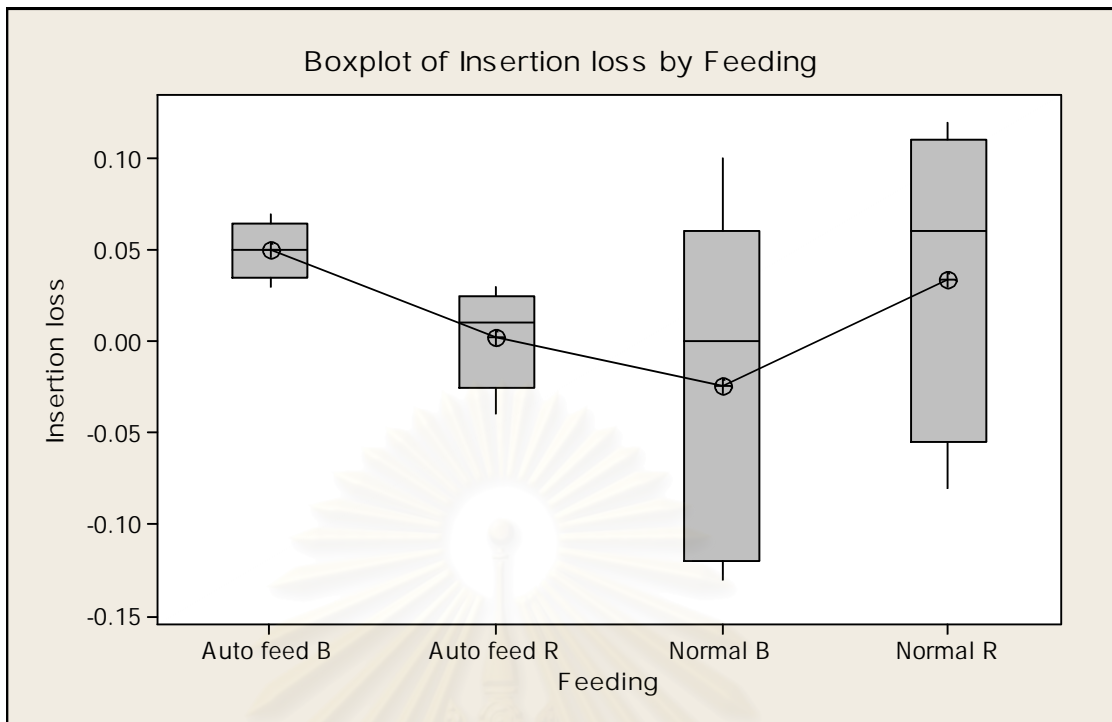 Boxplot of Insertion loss by Feeding
Insertion loss
0.10
0.05
0.00
-0.05
-0.10
-0.15
Auto feed B
Auto feed R
Normal B
Normal R
Feeding